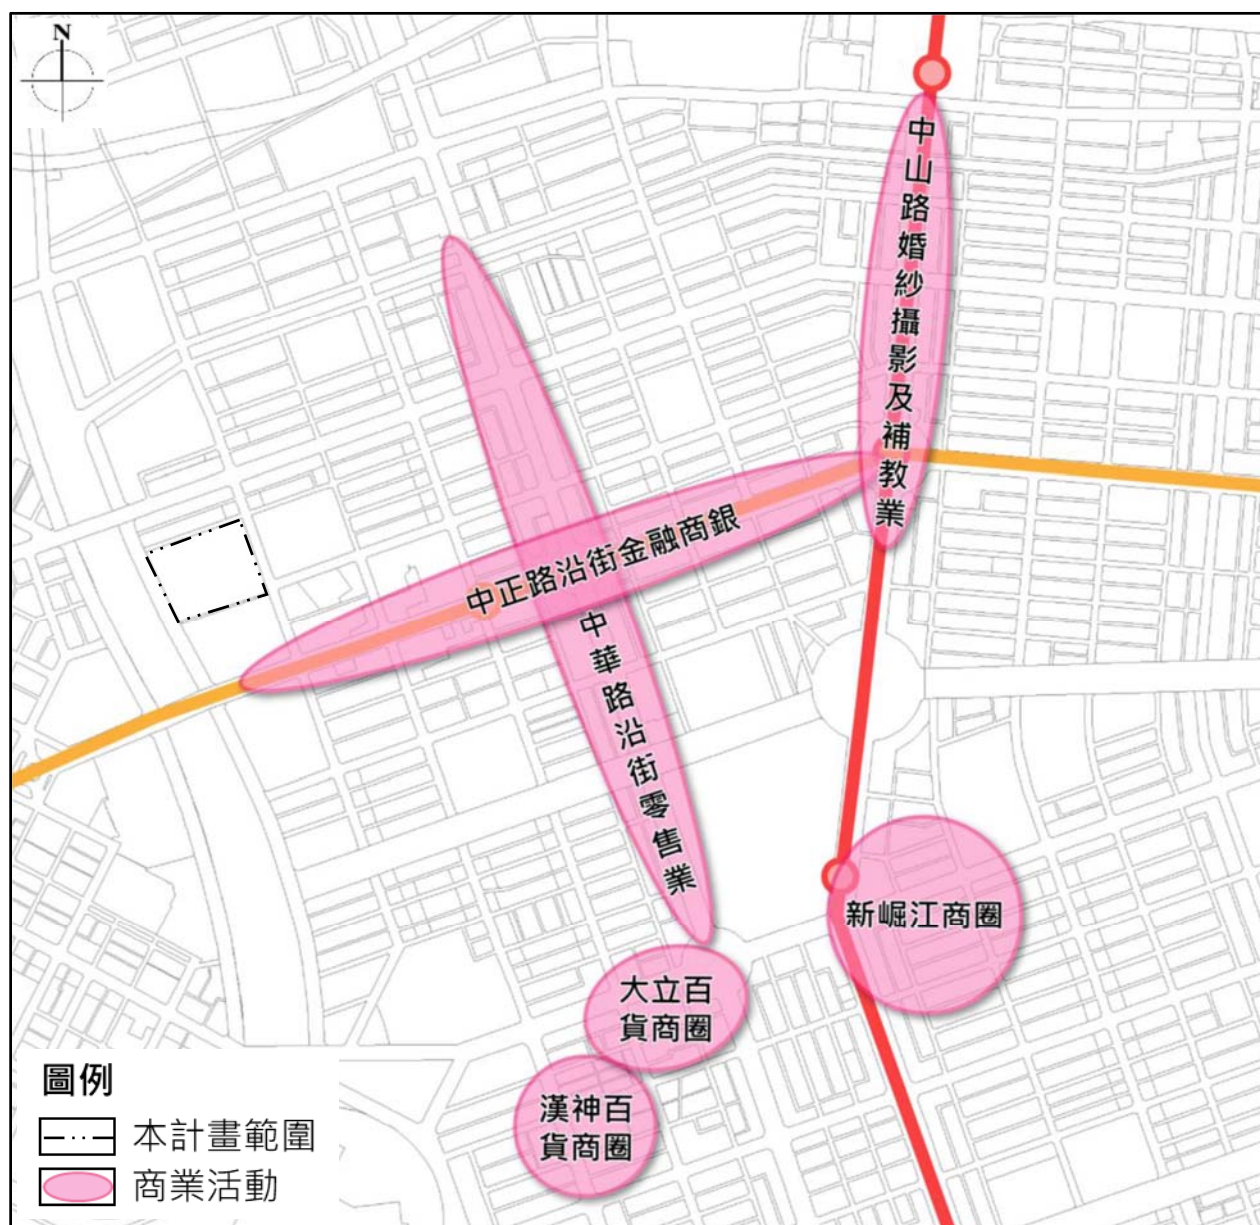 N
中山路婚紗攝影及補教業
中正路沿街金融商銀
中華路沿街零售業
新崛江商圈
大立百
貨商圈
漢神百
貨商圈
圖例
本計畫範圍
商業活動